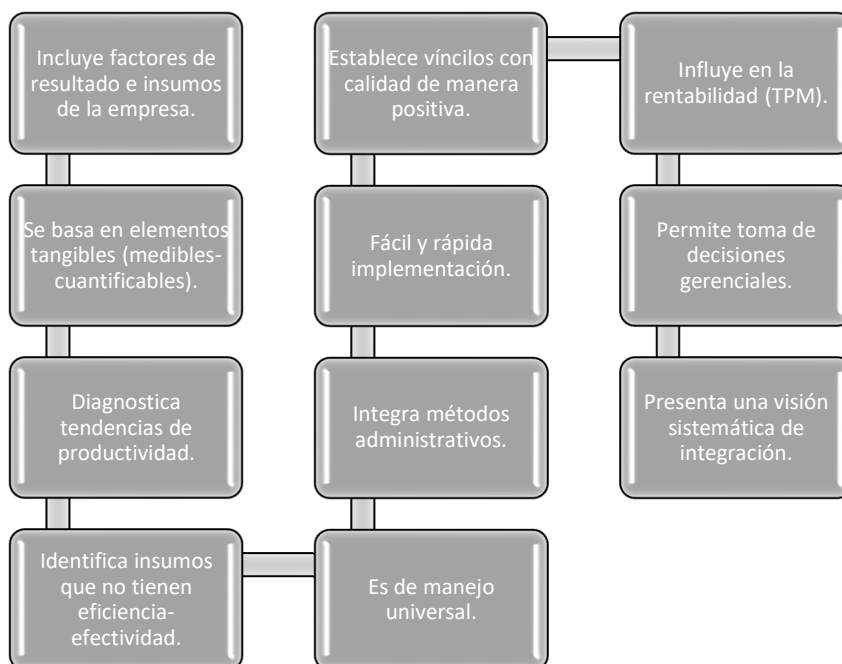 Incluye factores de
resultado e insumos
de la empresa.
Se basa en elementos
tangibles (medibles-
cuantificables).
Diagnostica
tendencias de
productividad.
Identifica insumos
que no tienen
eficiencia-
efectividad.
Es de manejo
universal.
Integra métodos
administrativos.
Fácil y rápida
implementación.
Establece víncilos con
calidad de manera
positiva.
Influye en la
rentabilidad (TPM).
Permite toma de
decisiones
gerenciales.
Presenta una visión
sistemática de
integración.